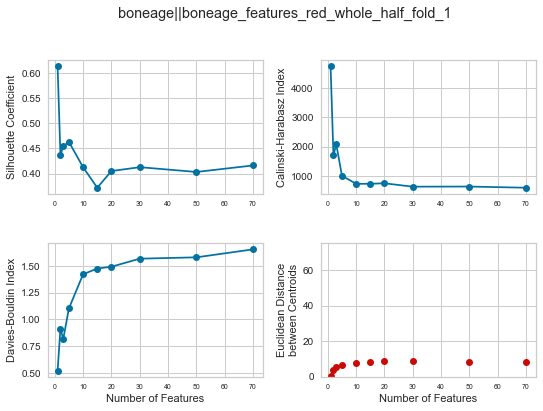 boneage||boneage_features_red_whole_half_fold_1
Silhouette Coefficient
0.60
0.55
0.50
0.45
0.40
0 10 20 30 40 50 60 70
Calinski-Harabasz Index
4000
3000
2000
1000
0 10 20 30 40 50 60 70
Davies-Bouldin Index
1.50
1.25
1.00
0.75
0.50
0 10 20 30 40 50 60 70
Number of Features
Euclidean Distance
between Centroids
60
40
20
0
0 10 20 30 40 50 60 70
Number of Features